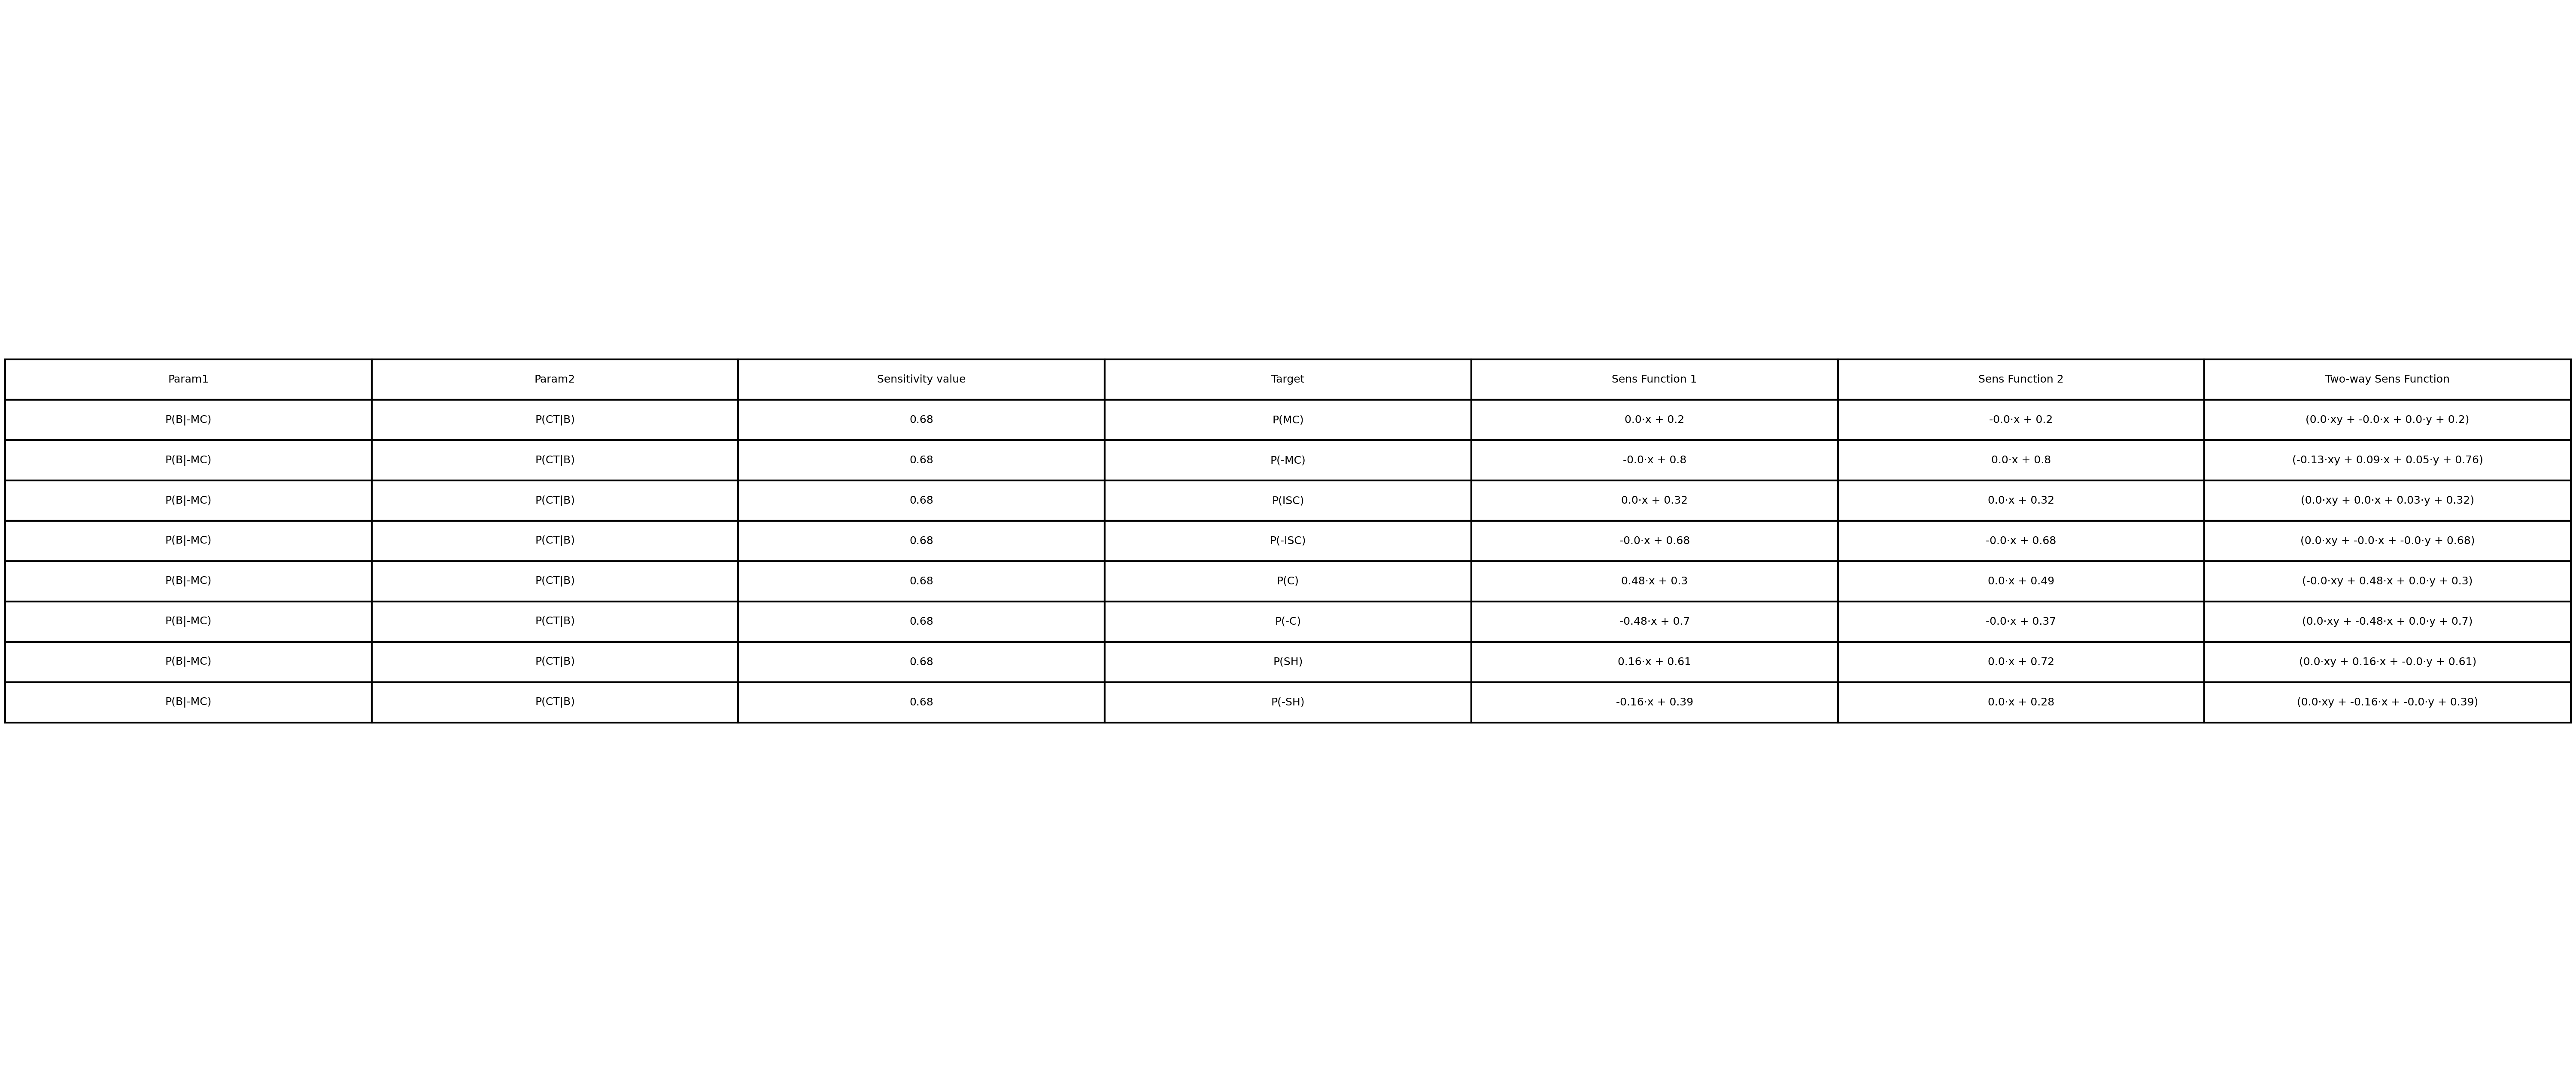 Param1 Param2 Sensitivity value Target Sens Function 1 Sens Function 2 Two-way Sens Function
P(B|-MC) P(CT|B) 0.68 P(MC) 0.0·x + 0.2 -0.0·x + 0.2 (0.0·xy + -0.0·x + 0.0·y + 0.2)
P(B|-MC) P(CT|B) 0.68 P(-MC) -0.0·x + 0.8 0.0·x + 0.8 (-0.13·xy + 0.09·x + 0.05·y + 0.76)
P(B|-MC) P(CT|B) 0.68 P(ISC) 0.0·x + 0.32 0.0·x + 0.32 (0.0·xy + 0.0·x + 0.03·y + 0.32)
P(B|-MC) P(CT|B) 0.68 P(-ISC) -0.0·x + 0.68 -0.0·x + 0.68 (0.0·xy + -0.0·x + -0.0·y + 0.68)
P(B|-MC) P(CT|B) 0.68 P(C) 0.48·x + 0.3 0.0·x + 0.49 (-0.0·xy + 0.48·x + 0.0·y + 0.3)
P(B|-MC) P(CT|B) 0.68 P(-C) -0.48·x + 0.7 -0.0·x + 0.37 (0.0·xy + -0.48·x + 0.0·y + 0.7)
P(B|-MC) P(CT|B) 0.68 P(SH) 0.16·x + 0.61 0.0·x + 0.72 (0.0·xy + 0.16·x + -0.0·y + 0.61)
P(B|-MC) P(CT|B) 0.68 P(-SH) -0.16·x + 0.39 0.0·x + 0.28 (0.0·xy + -0.16·x + -0.0·y + 0.39)